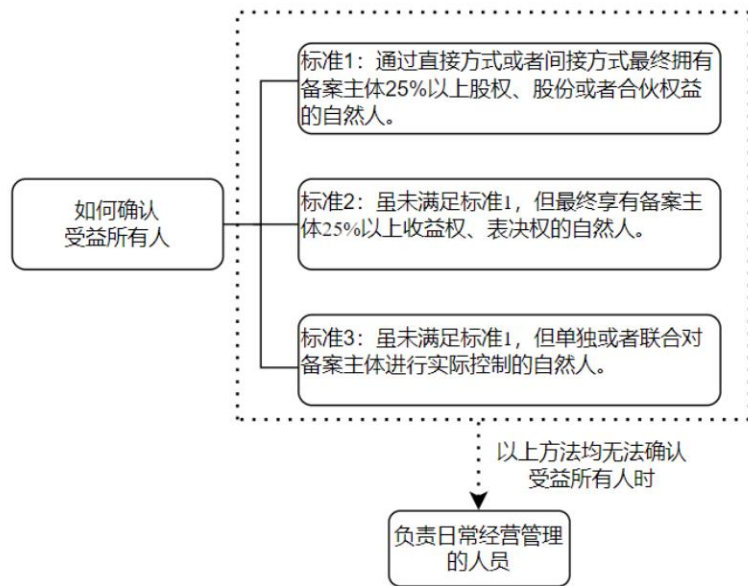 标准1：通过直接方式或者间接方式最终拥有
备案主体25%以上股权、股份或者合伙权益
的自然人。
如何确认
受益所有人
标准2：虽未满足标准1，但最终享有备案主
体25%以上收益权、表决权的自然人。
标准3：虽未满足标准1，但单独或者联合对
备案主体进行实际控制的自然人。
以上方法均无法确认
受益所有人时
负责日常经营管理
的人员